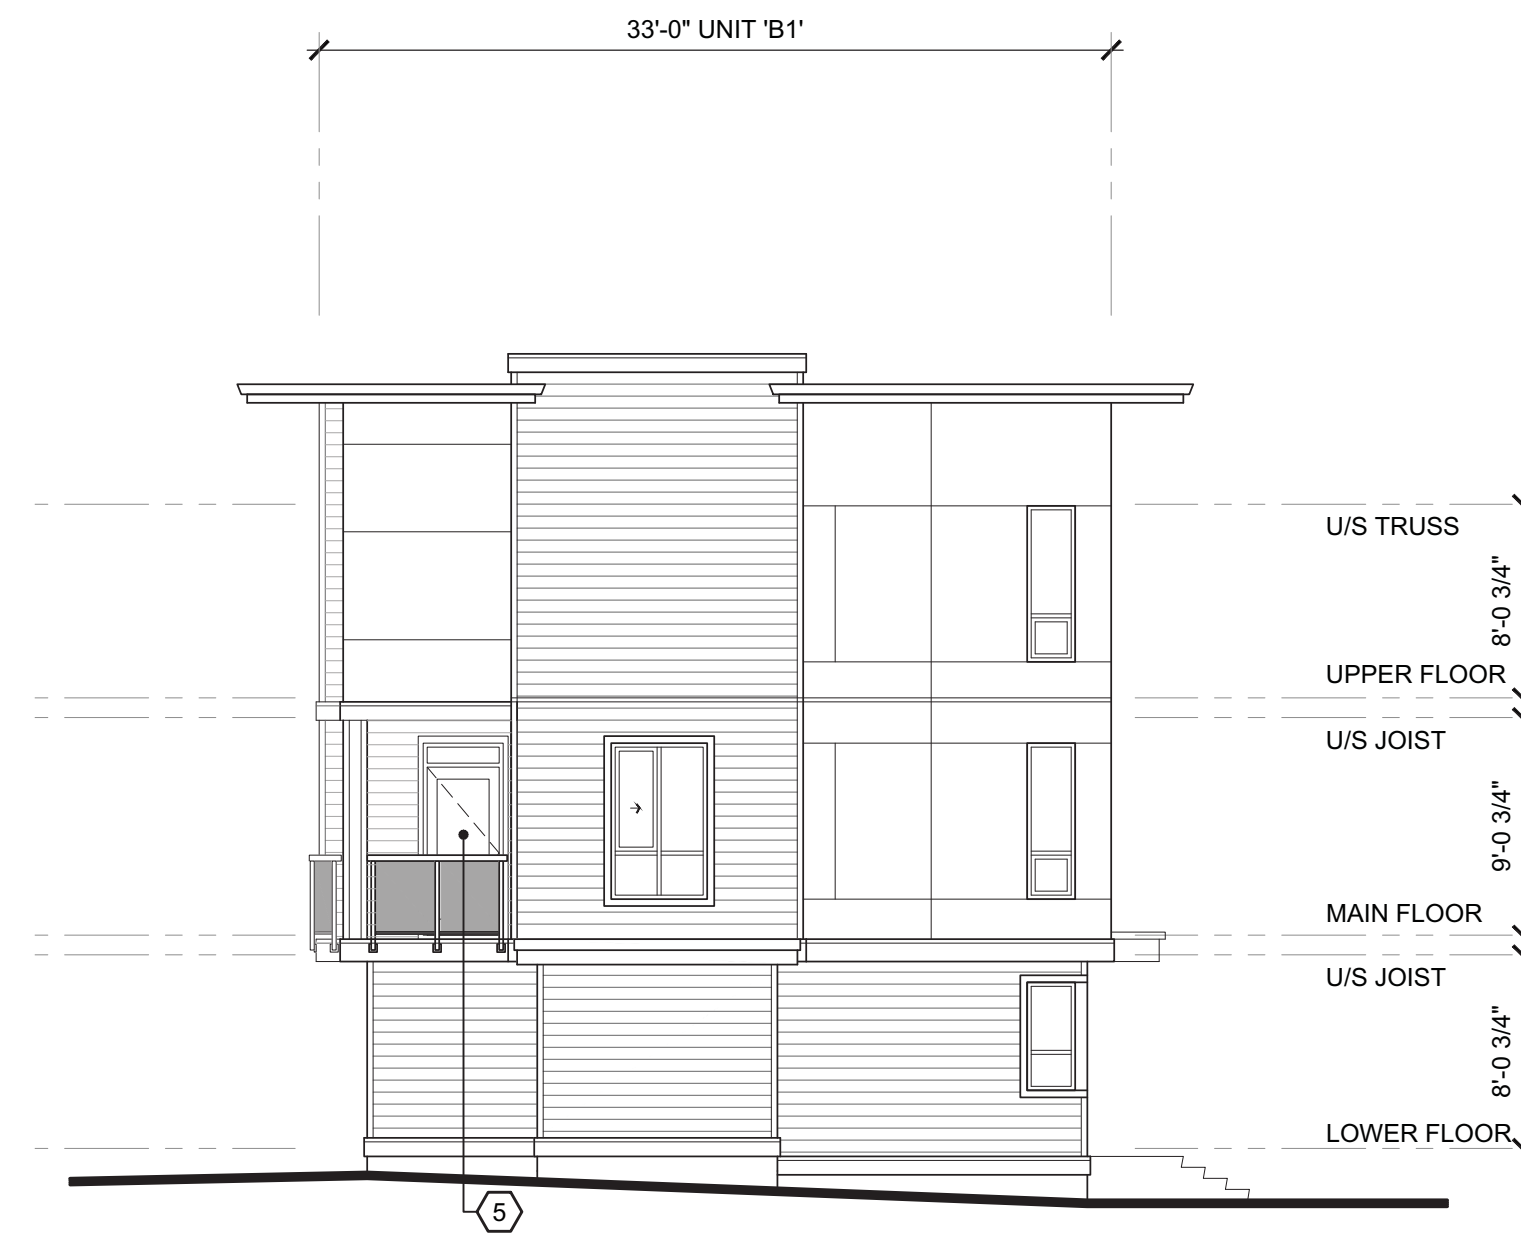 33'-0" UNIT 'B1'
U/S TRUSS
8'-0 3/4"
UPPER FLOOR
U/S JOIST
9'-0 3/4"
MAIN FLOOR
U/S JOIST
8'-0 3/4"
LOWER FLOOR
5